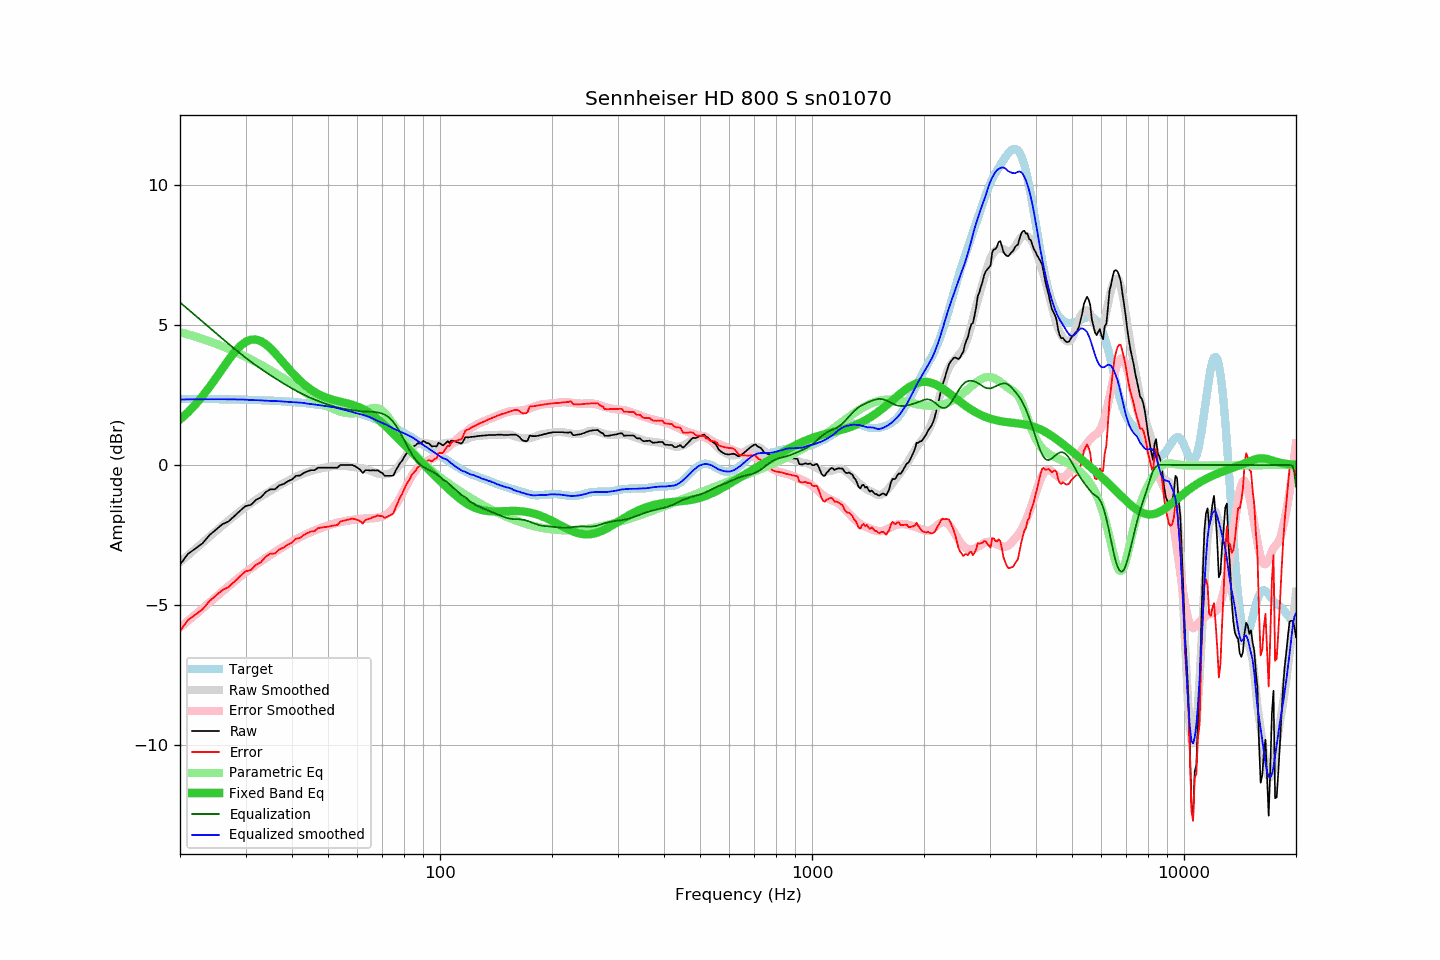 Sennheiser HD 800 S sn01070
Amplitude (dBr)
10
5
0
−5
−10
Target
Raw Smoothed
Error Smoothed
Raw
Error
Parametric Eq
Fixed Band Eq
Equalization
Equalized smoothed
100 1000 10000
Frequency (Hz)